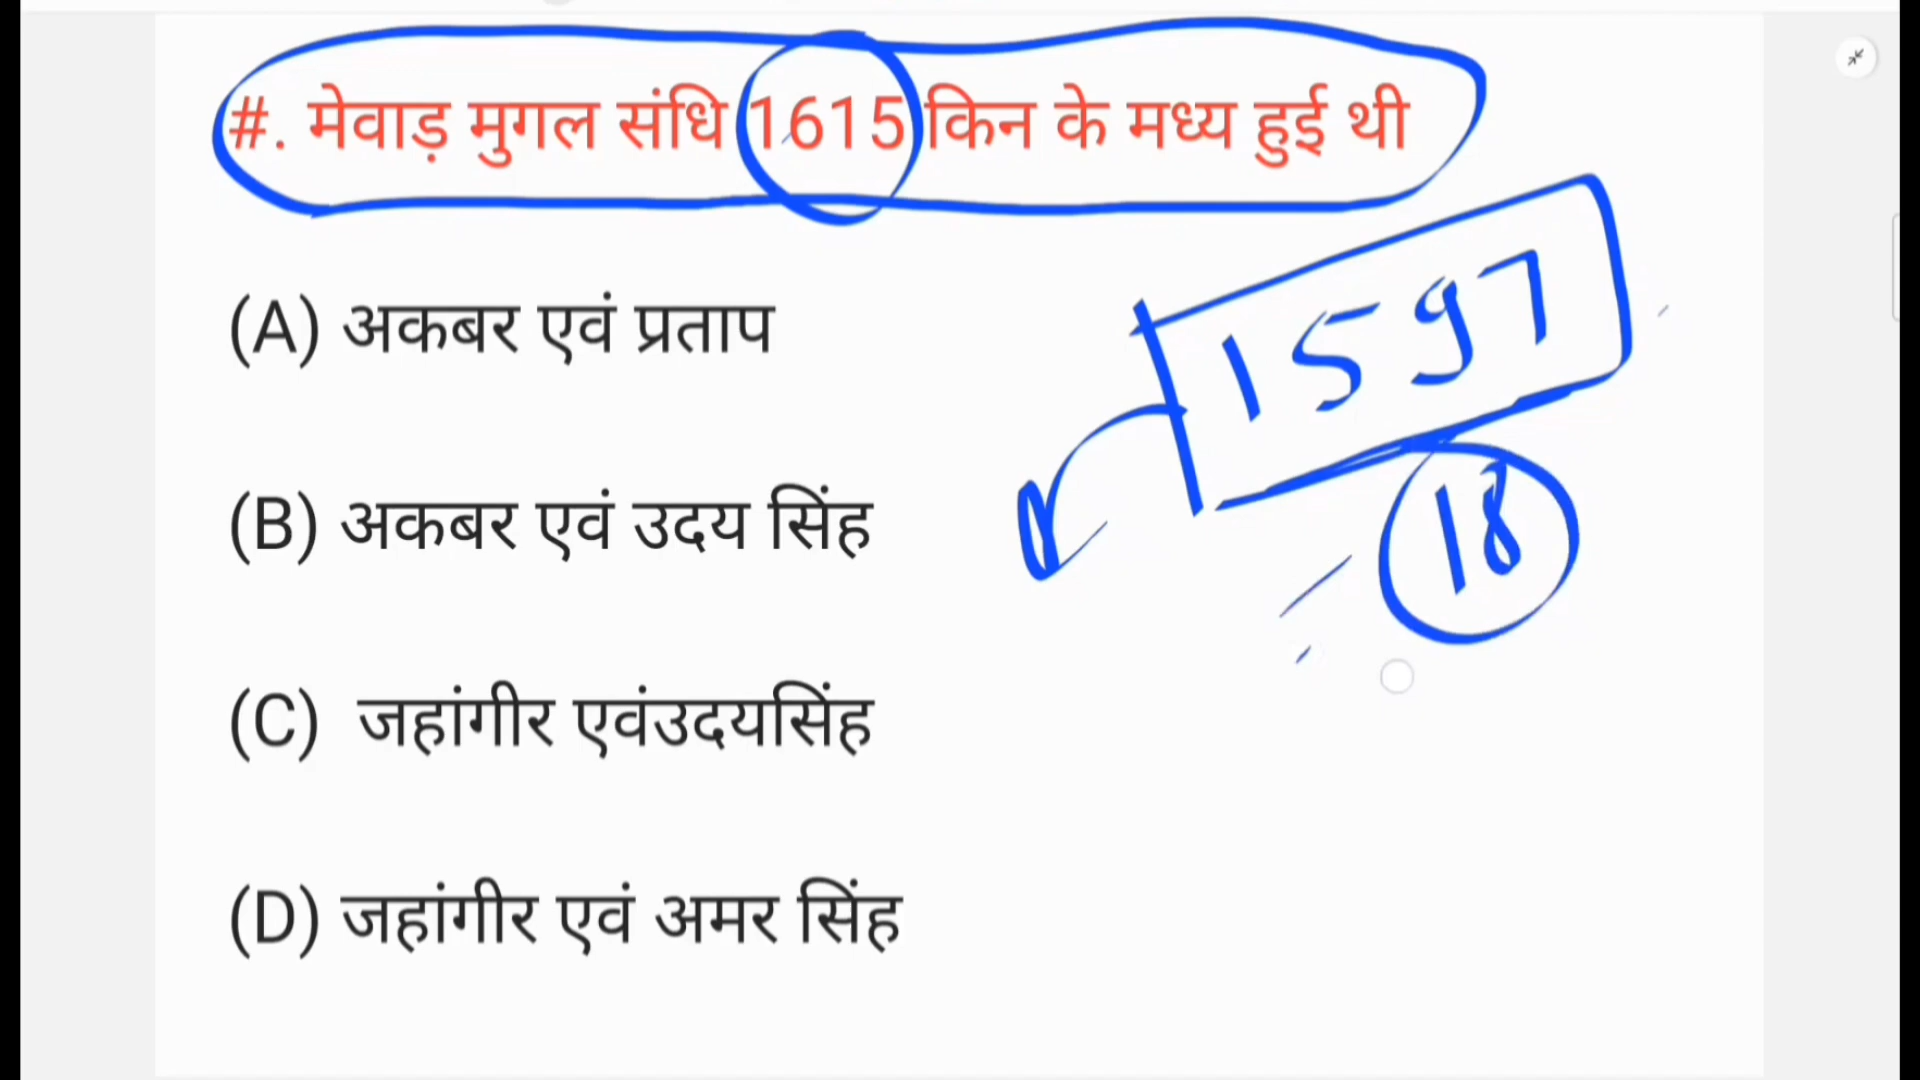 #. मेवाड़ मुगल संधि 1615 किन के मध्य हुई थी
1597
(A) अकबर एवं प्रताप
18
(B) अकबर एवं उदय सिंह
(C) जहांगीर एवंउदयसिंह
(D) जहांगीर एवं अमर सिंह